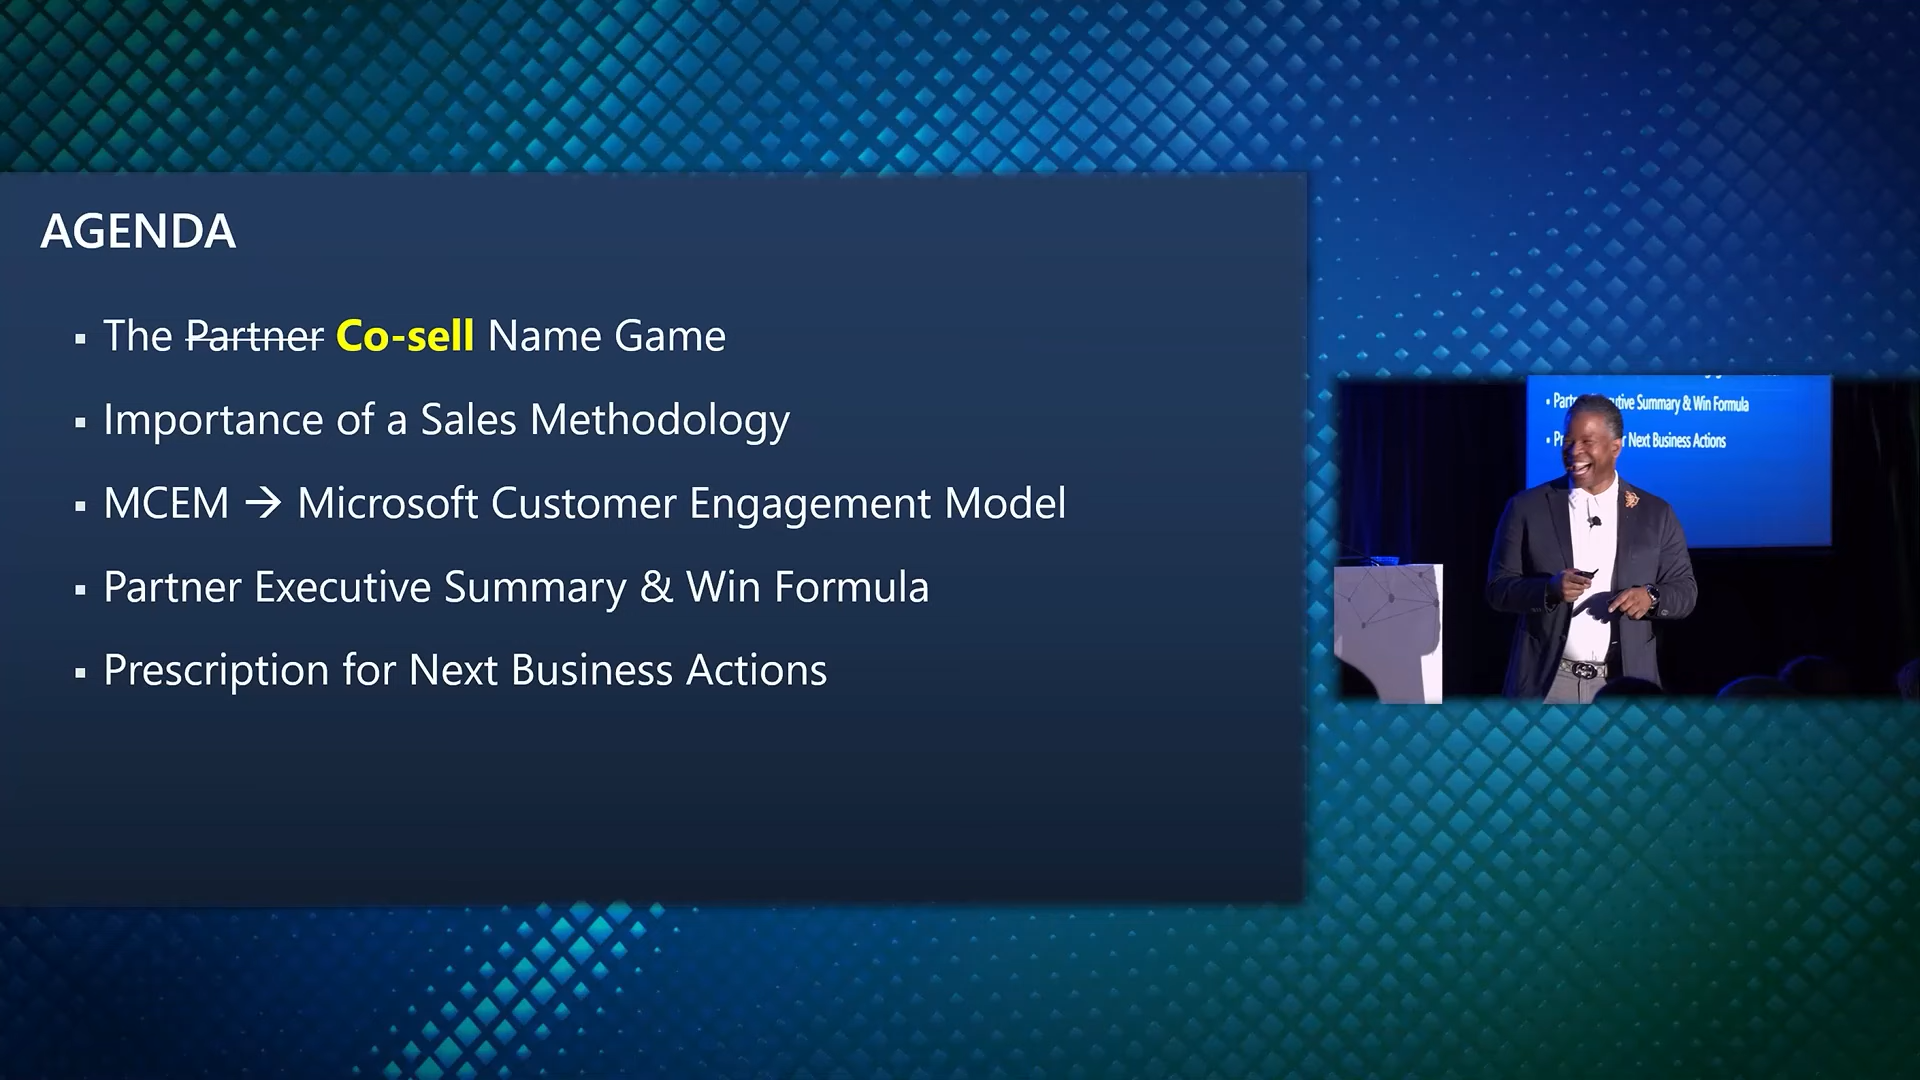 AGENDA
▪ The Partner Co-sell Name Game
▪ Importance of a Sales Methodology
▪ MCEM → Microsoft Customer Engagement Model
▪ Partner Executive Summary & Win Formula
▪ Prescription for Next Business Actions
Summary & Win Formula
Next Business Actions